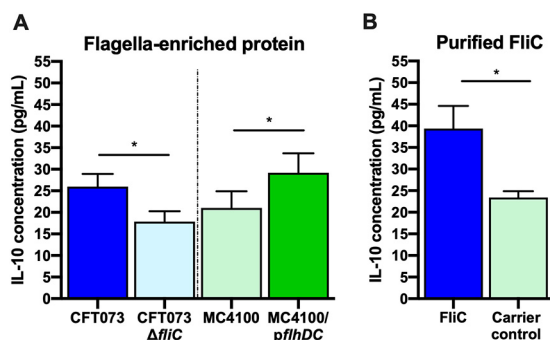 A
Flagella-enriched protein
IL-10 concentration (pg/mL)
55
50
45
40
35
30
25
20
15
10
5
0
*
*
CFT073
CFT073
ΔfliC
MC4100
MC4100/
pflhDC
B
Purified FliC
IL-10 concentration (pg/mL)
55
50
45
40
35
30
25
20
15
10
5
0
*
FliC
Carrier
control